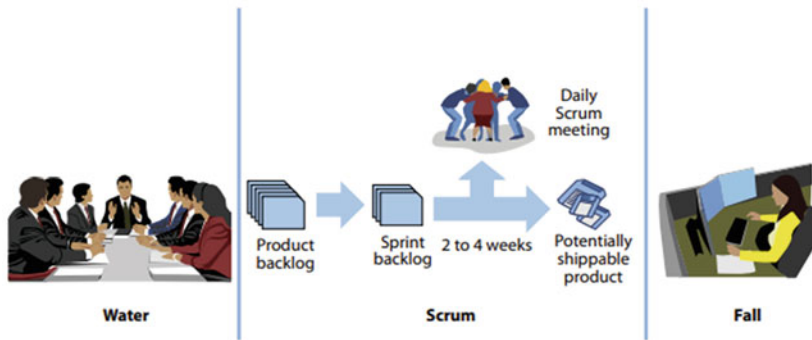 Daily
Scrum
meeting
Product
backlog
Sprint
backlog
2 to 4 weeks
Potentially
shippable
product
Water
Scrum
Fall